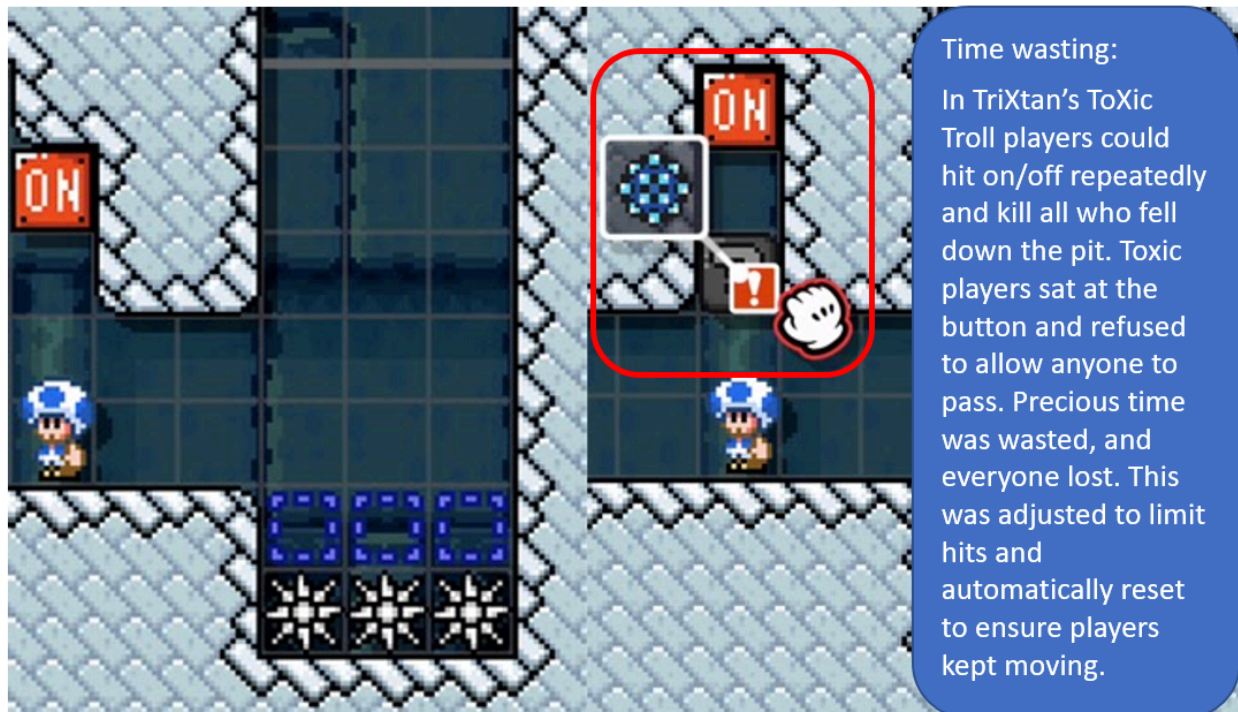 ON
ON
!
Time wasting:
In TriXtan’s ToXic
Troll players could
hit on/off repeatedly
and kill all who fell
down the pit. Toxic
players sat at the
button and refused
to allow anyone to
pass. Precious time
was wasted, and
everyone lost. This
was adjusted to limit
hits and
automatically reset
to ensure players
kept moving.